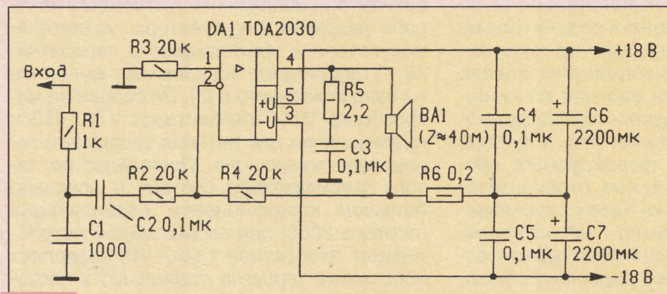 DA1 TDA2030
R3 20к
1
4
+18В
Вход
2
+U
5
-U
3
R5
2,2
R1
1к
BA1
(Z≈4ОМ)
C4
0,1МК
+
C6
2200МК
C3
0,1МК
R2 20к
R4 20к
R6 0,2
C2 0,1МК
C1
1000
C5
0,1МК
+
C7
2200МК
-18В